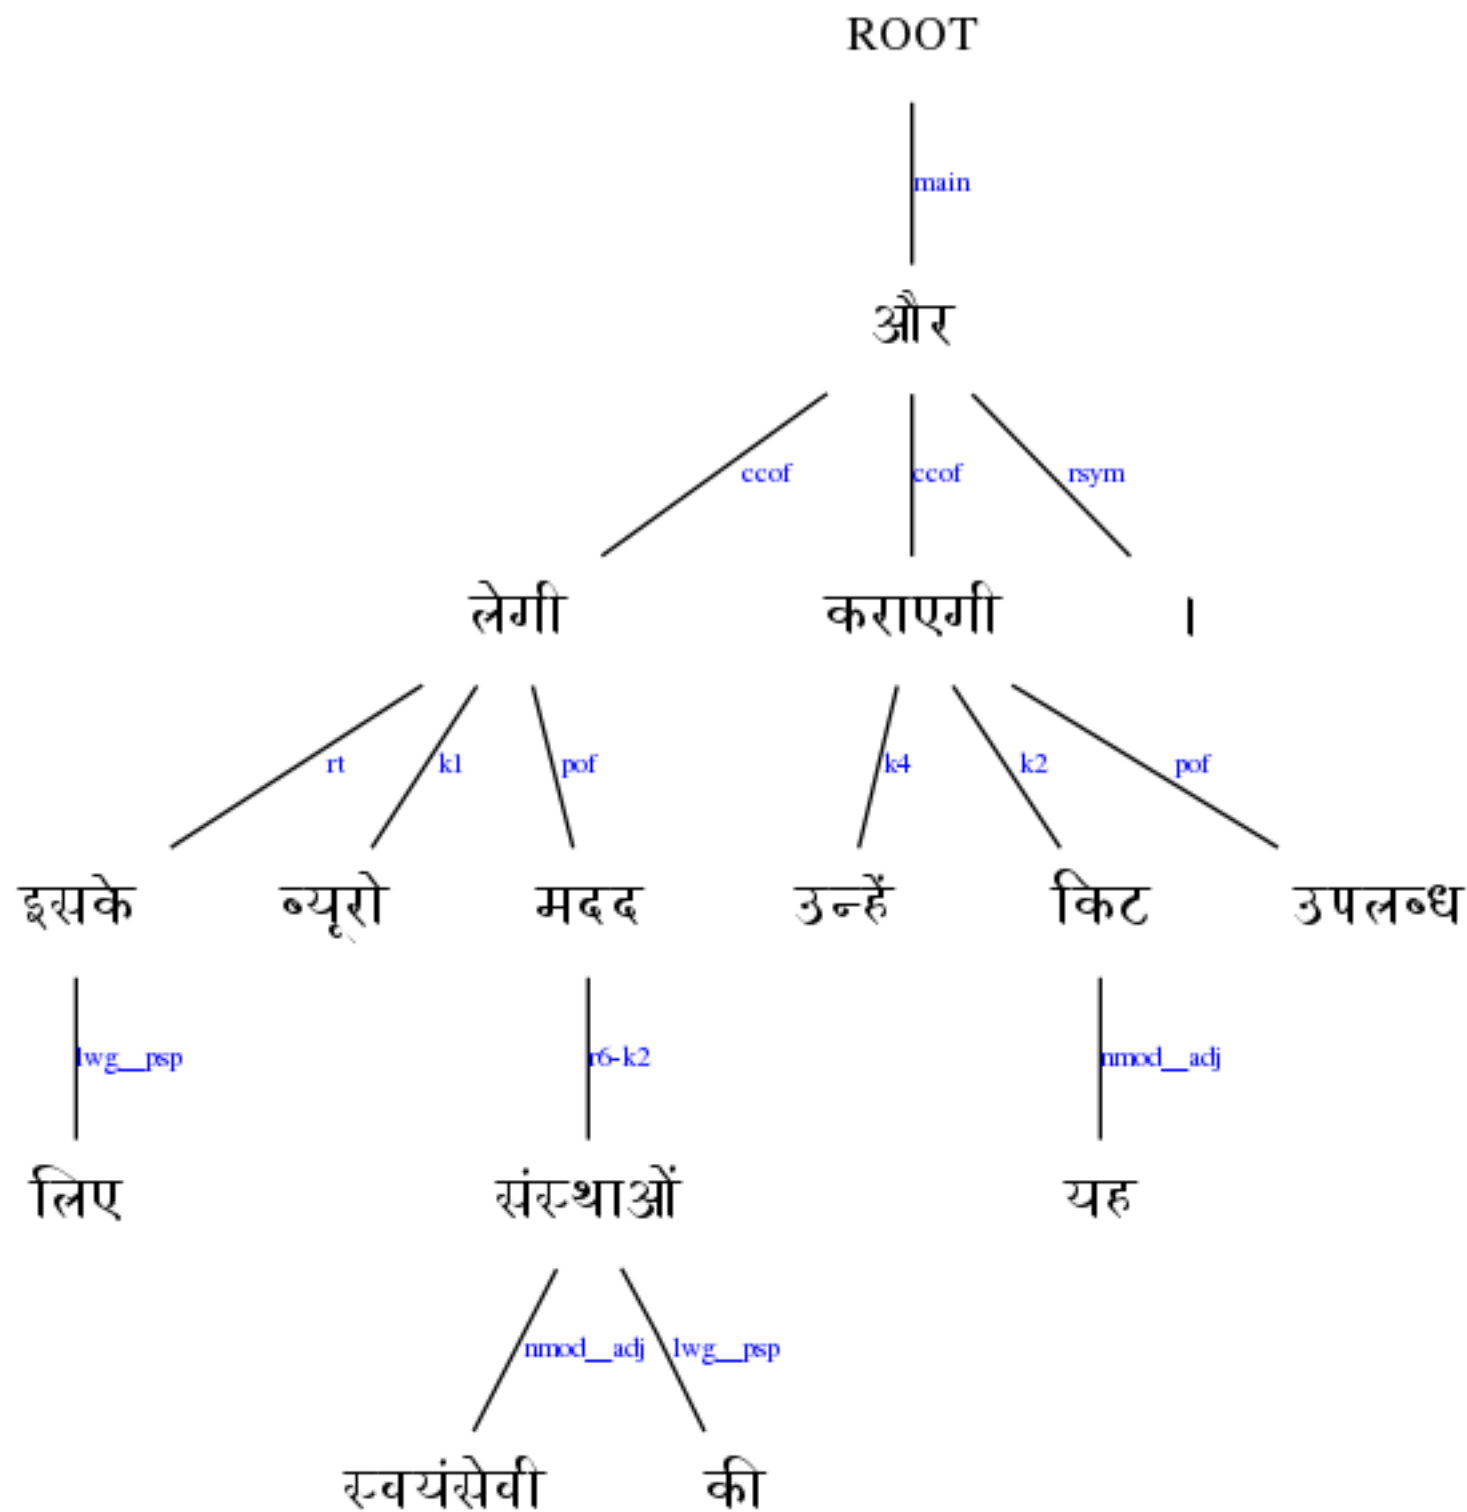 ROOT
main
और
ccof ccof rsym
लेगी कराएगी ।
rt k1 pof k4 k2 pof
इसके ब्यूरो मदद उन्हें किट उपलब्ध
lwg__psp r6-k2 nmod__adj
लिए संस्थाओं यह
nmod__adj lwg__psp
स्वयंसेवी की